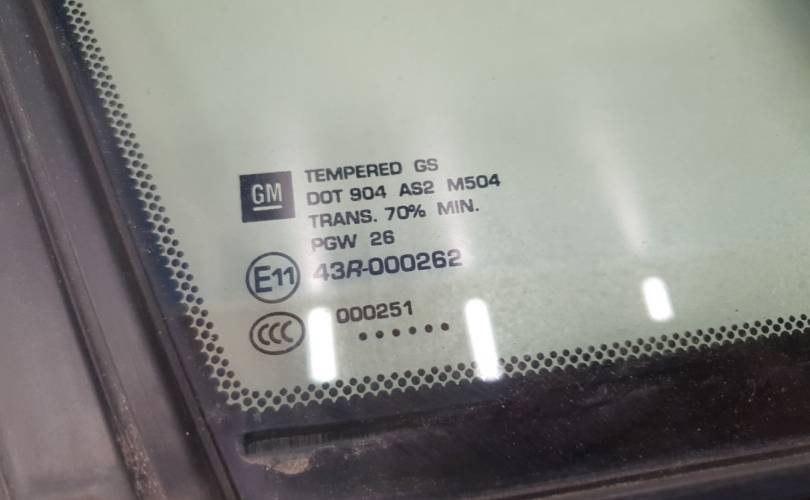 GM
TEMPERED GS
DOT 904 AS2 M504
TRANS. 70% MIN.
PGW 26
E11 43R-000262
CCC 000251